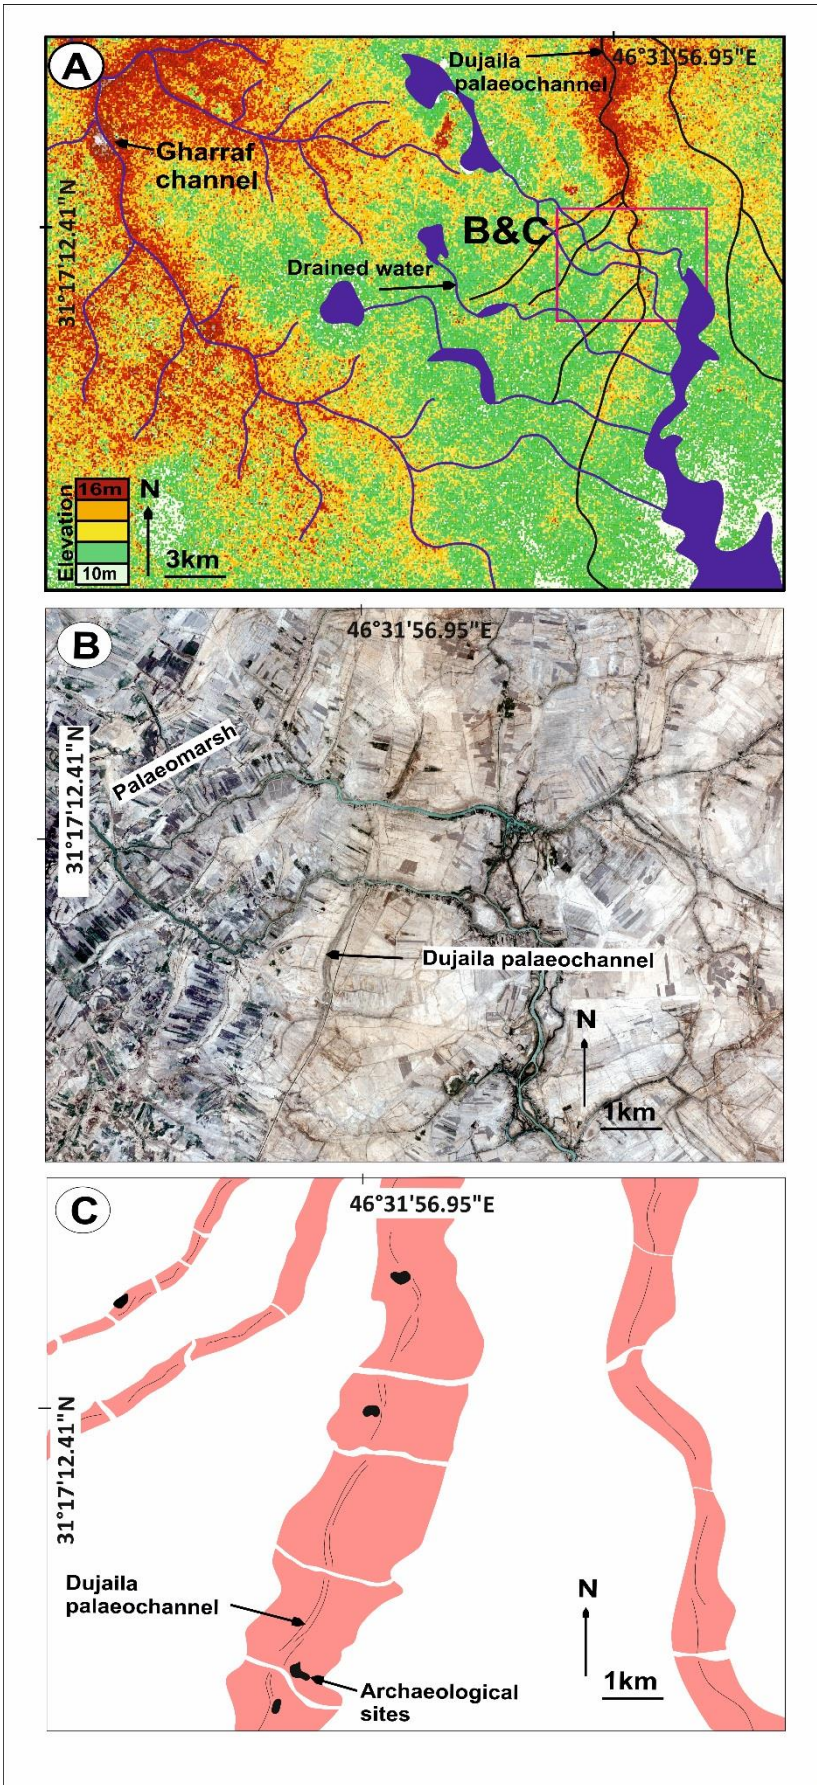 A
Dujaila
palaeochannel
46°31'56.95"E
Gharraf
channel
31°17'12.41"N
B&C
Drained water
Elevation
16m
10m
N
3km
B
46°31'56.95"E
Palaeomarsh
31°17'12.41"N
Dujaila palaeochannel
N
1km
C
46°31'56.95"E
31°17'12.41"N
Dujaila
palaeochannel
N
1km
Archaeological
sites